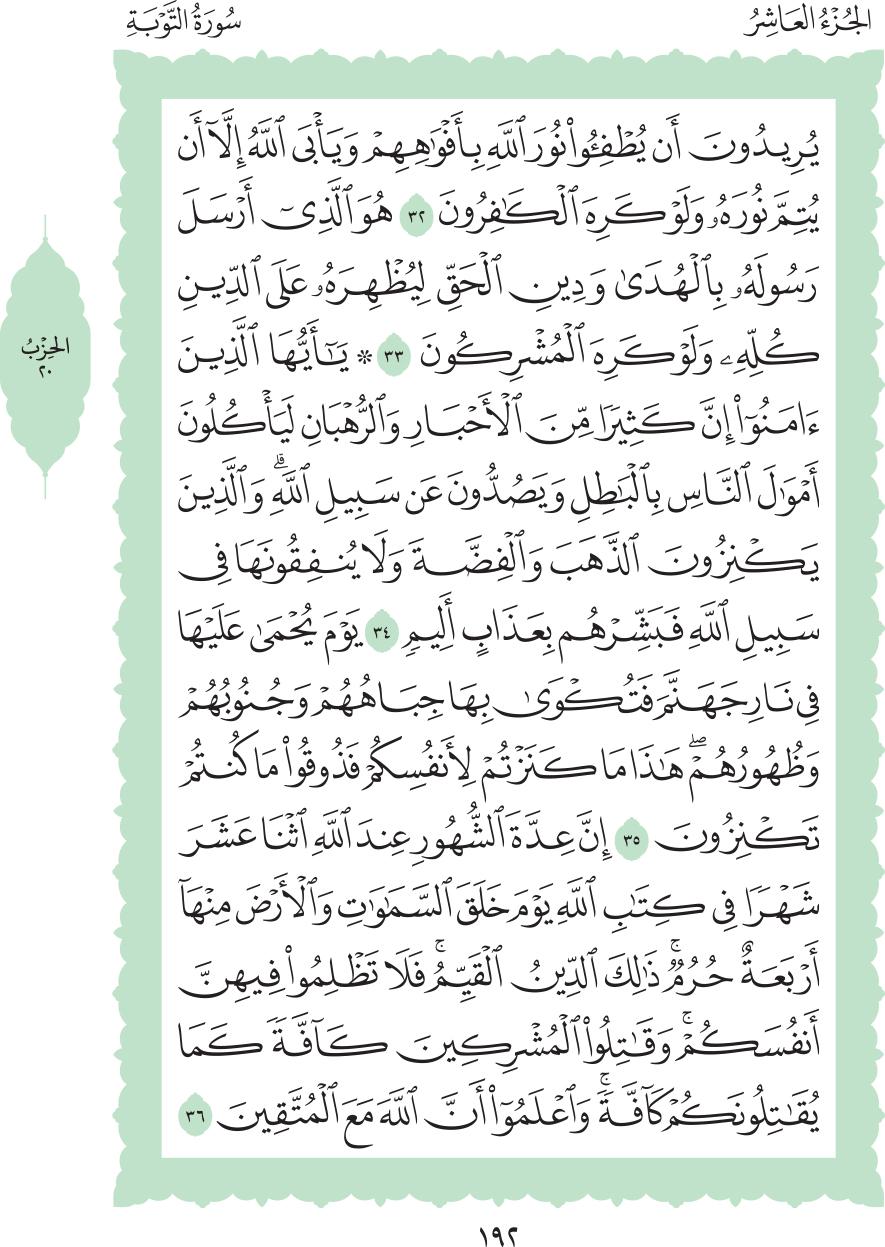 الجُزْءُ العَاشِرُ
سُورَةُ التَّوْبَةِ
يُرِيدُونَ أَن يُطْفِـُٔوا۟ نُورَ ٱللَّهِ بِأَفْوَٰهِهِمْ وَيَأْبَى ٱللَّهُ إِلَّآ أَن
يُتِمَّ نُورَهُۥ وَلَوْ كَرِهَ ٱلْكَـٰفِرُونَ ٣٢ هُوَ ٱلَّذِىٓ أَرْسَلَ
رَسُولَهُۥ بِٱلْهُدَىٰ وَدِينِ ٱلْحَقِّ لِيُظْهِرَهُۥ عَلَى ٱلدِّينِ
كُلِّهِۦ وَلَوْ كَرِهَ ٱلْمُشْرِكُونَ ٣٣ ۞ يَـٰٓأَيُّهَا ٱلَّذِينَ
ءَامَنُوٓا۟ إِنَّ كَثِيرًا مِّنَ ٱلْأَحْبَارِ وَٱلرُّهْبَانِ لَيَأْكُلُونَ
أَمْوَٰلَ ٱلنَّاسِ بِٱلْبَـٰطِلِ وَيَصُدُّونَ عَن سَبِيلِ ٱللَّهِ ۗ وَٱلَّذِينَ
يَكْنِزُونَ ٱلذَّهَبَ وَٱلْفِضَّةَ وَلَا يُنفِقُونَهَا فِى
سَبِيلِ ٱللَّهِ فَبَشِّرْهُم بِعَذَابٍ أَلِيمٍ ٣٤ يَوْمَ يُحْمَىٰ عَلَيْهَا
فِى نَارِ جَهَنَّمَ فَتُكْوَىٰ بِهَا جِبَاهُهُمْ وَجُنُوبُهُمْ
وَظُهُورُهُمْ ۖ هَـٰذَا مَا كَنَزْتُمْ لِأَنفُسِكُمْ فَذُوقُوا۟ مَا كُنتُمْ
تَكْنِزُونَ ٣٥ إِنَّ عِدَّةَ ٱلشُّهُورِ عِندَ ٱللَّهِ ٱثْنَا عَشَرَ
شَهْرًا فِى كِتَـٰبِ ٱللَّهِ يَوْمَ خَلَقَ ٱلسَّمَـٰوَٰتِ وَٱلْأَرْضَ مِنْهَآ
أَرْبَعَةٌ حُرُمٌ ۚ ذَٰلِكَ ٱلدِّينُ ٱلْقَيِّمُ ۚ فَلَا تَظْلِمُوا۟ فِيهِنَّ
أَنفُسَكُمْ ۚ وَقَـٰتِلُوا۟ ٱلْمُشْرِكِينَ كَآفَّةً كَمَا
يُقَـٰتِلُونَكُمْ كَآفَّةً ۚ وَٱعْلَمُوٓا۟ أَنَّ ٱللَّهَ مَعَ ٱلْمُتَّقِينَ ٣٦
الحِزْبُ
٢٠
١٩٢